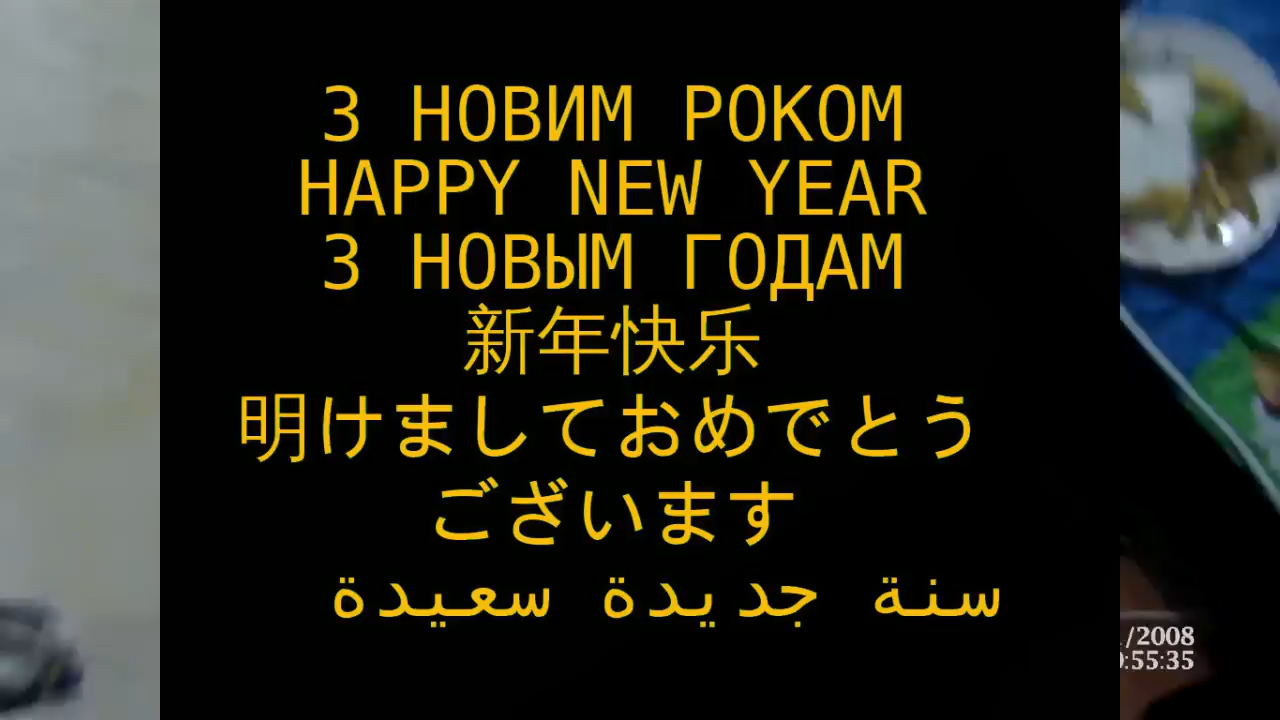 З НОВИМ РОКОМ
HAPPY NEW YEAR
З НОВЫМ ГОДАМ
新年快乐
明けましておめでとう
ございます
سنة جديدة سعيدة
/2008
:55:35